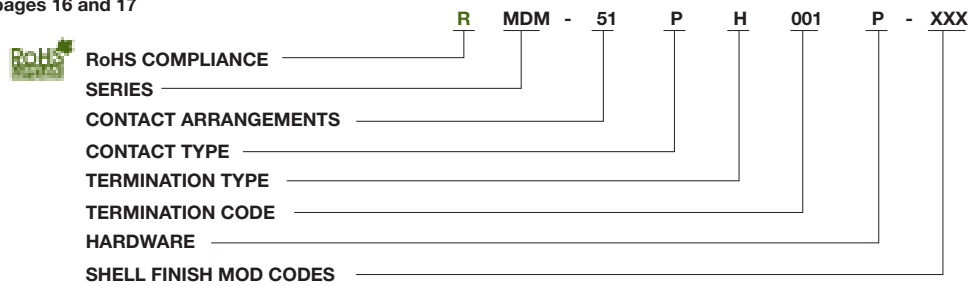 pages 16 and 17
R MDM - 51 P H 001 P - XXX
RoHS
RoHS COMPLIANCE
SERIES
CONTACT ARRANGEMENTS
CONTACT TYPE
TERMINATION TYPE
TERMINATION CODE
HARDWARE
SHELL FINISH MOD CODES